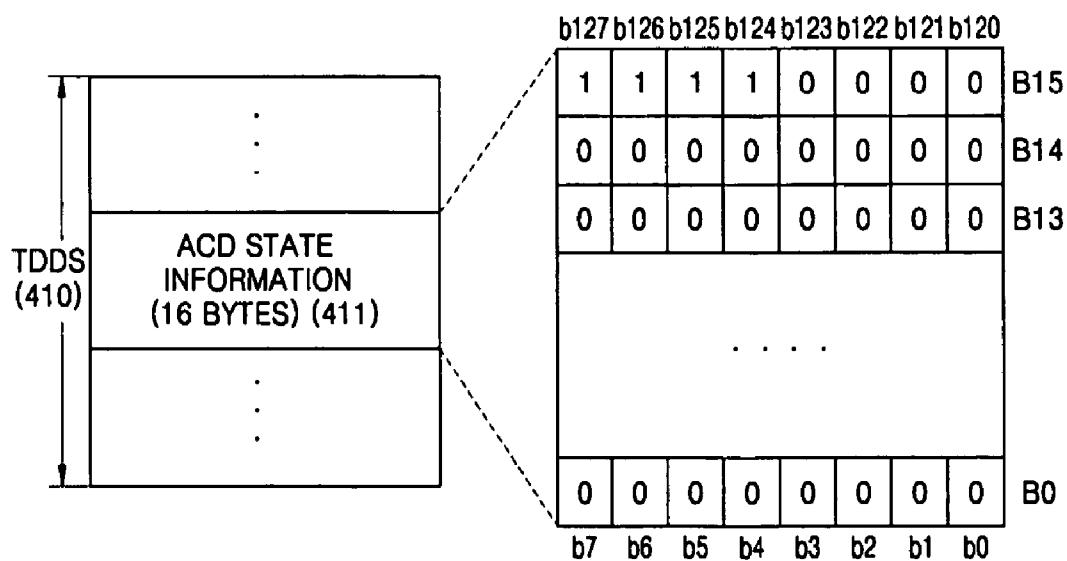 b127 b126 b125 b124 b123 b122 b121 b120
1 1 1 1 0 0 0 0 B15
0 0 0 0 0 0 0 0 B14
0 0 0 0 0 0 0 0 B13
TDDS
(410)
ACD STATE
INFORMATION
(16 BYTES) (411)
0 0 0 0 0 0 0 0 B0
b7 b6 b5 b4 b3 b2 b1 b0